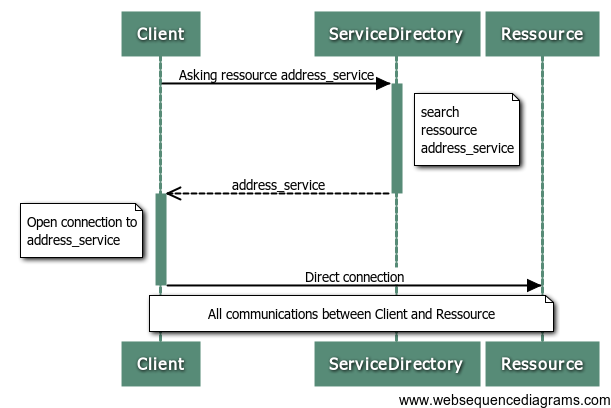 Client
ServiceDirectory
Ressource
Asking ressource address_service
search
ressource
address_service
address_service
Open connection to
address_service
Direct connection
All communications between Client and Ressource
Client
ServiceDirectory
Ressource
www.websequencediagrams.com